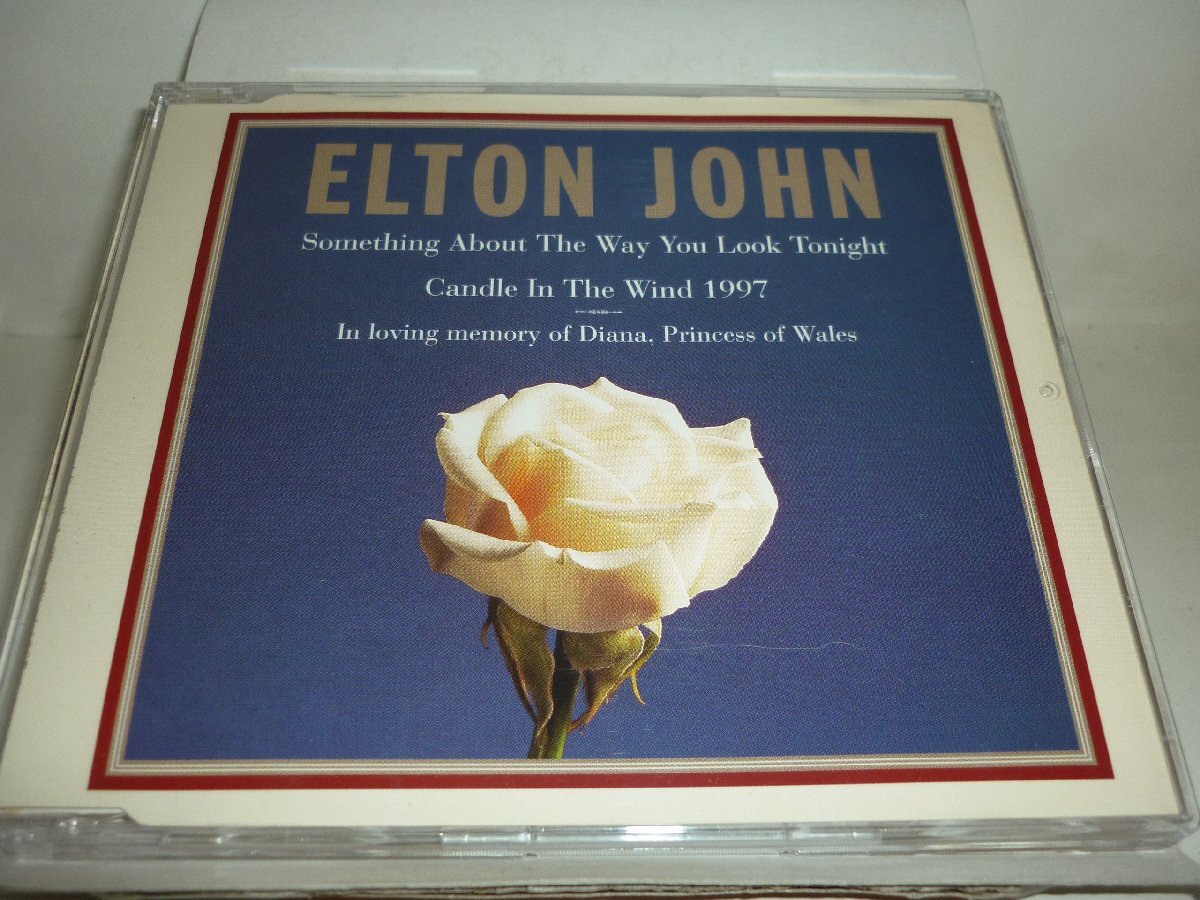 ELTON JOHN
Something About The Way You Look Tonight
Candle In The Wind 1997
In loving memory of Diana, Princess of Wales